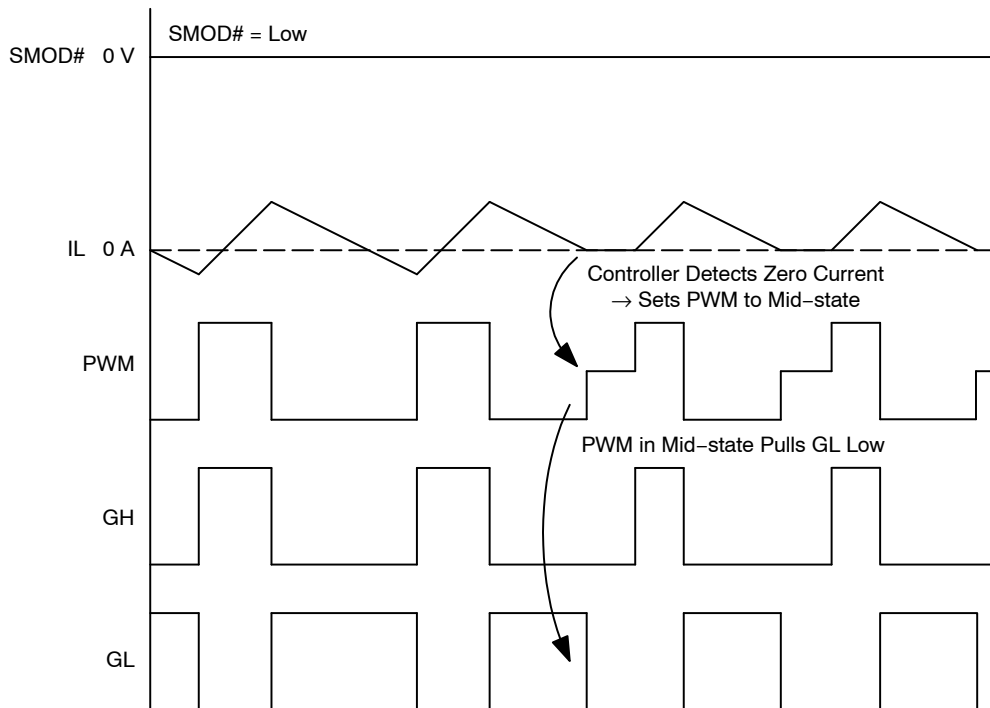 SMOD# = Low
SMOD# 0 V
IL 0 A
Controller Detects Zero Current
→ Sets PWM to Mid−state
PWM
PWM in Mid−state Pulls GL Low
GH
GL